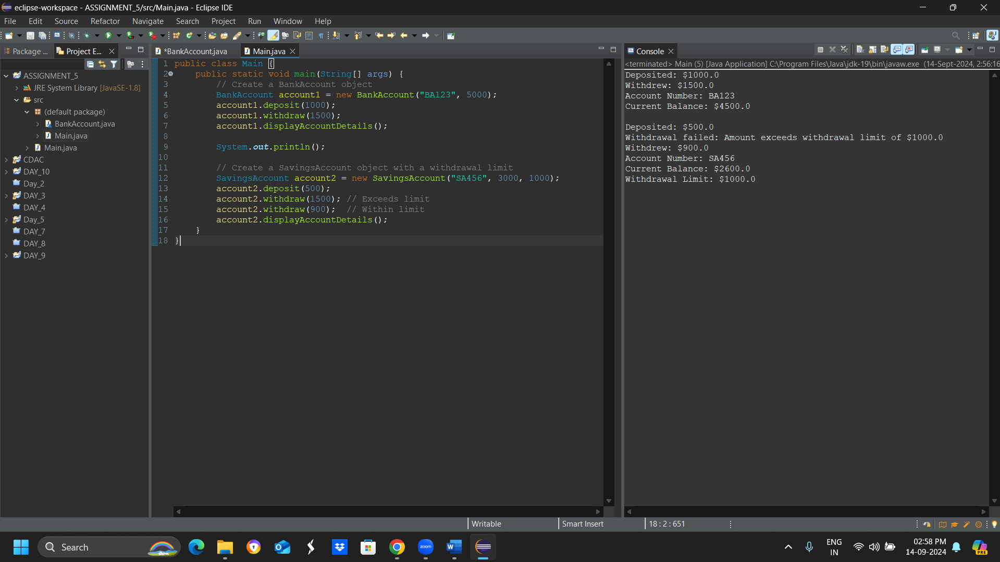 eclipse-workspace - ASSIGNMENT_5/src/Main.java - Eclipse IDE
File Edit Source Refactor Navigate Search Project Run Window Help
Package ...
Project E...
ASSIGNMENT_5
JRE System Library [JavaSE-1.8]
src
(default package)
BankAccount.java
Main.java
Main.java
CDAC
DAY_10
Day_2
DAY_3
DAY_4
Day_5
DAY_7
DAY_8
DAY_9
*BankAccount.java
Main.java
1 public class Main {
2 public static void main(String[] args) {
3 // Create a BankAccount object
4 BankAccount account1 = new BankAccount("BA123", 5000);
5 account1.deposit(1000);
6 account1.withdraw(1500);
7 account1.displayAccountDetails();
8
9 System.out.println();
10
11 // Create a SavingsAccount object with a withdrawal limit
12 SavingsAccount account2 = new SavingsAccount("SA456", 3000, 1000);
13 account2.deposit(500);
14 account2.withdraw(1500); // Exceeds limit
15 account2.withdraw(900);  // Within limit
16 account2.displayAccountDetails();
17 }
18 }
Console
<terminated> Main (5) [Java Application] C:\Program Files\Java\jdk-19\bin\javaw.exe (14-Sept-2024, 2:56:16
Deposited: $1000.0
Withdrew: $1500.0
Account Number: BA123
Current Balance: $4500.0
Deposited: $500.0
Withdrawal failed: Amount exceeds withdrawal limit of $1000.0
Withdrew: $900.0
Account Number: SA456
Current Balance: $2600.0
Withdrawal Limit: $1000.0
Writable
Smart Insert
18 : 2 : 651
Search
zoom
W
PRE
ENG
IN
02:58 PM
14-09-2024